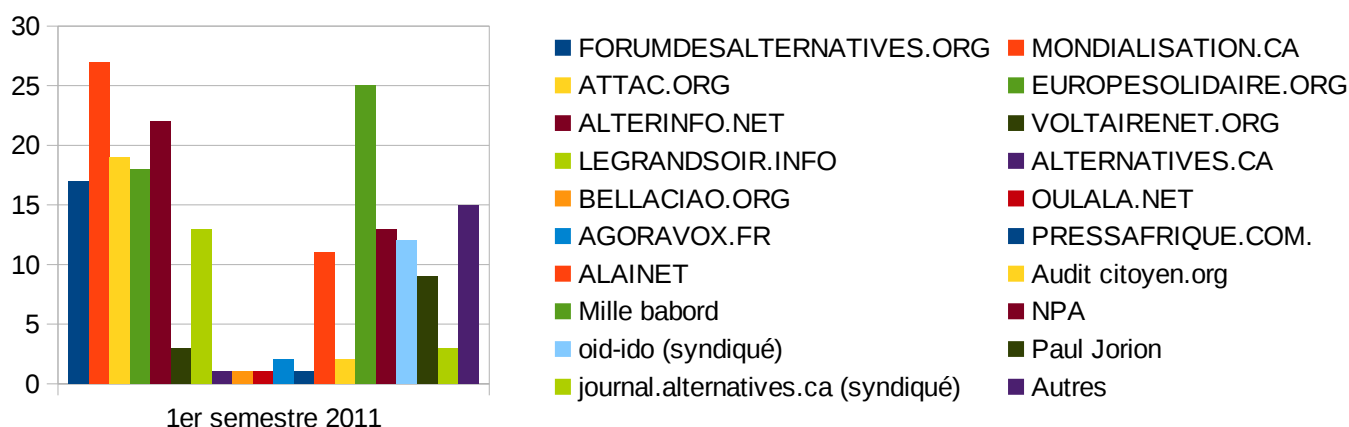 30
25
20
15
10
5
0
1er semestre 2011
FORUMDESALTERNATIVES.ORG MONDIALISATION.CA
ATTAC.ORG EUROPESOLIDAIRE.ORG
ALTERINFO.NET VOLTAIRENET.ORG
LEGRANDSOIR.INFO ALTERNATIVES.CA
BELLACIAO.ORG OULALA.NET
AGORAVOX.FR PRESSAFRIQUE.COM.
ALAINET Audit citoyen.org
Mille babord NPA
oid-ido (syndiqué) Paul Jorion
journal.alternatives.ca (syndiqué) Autres